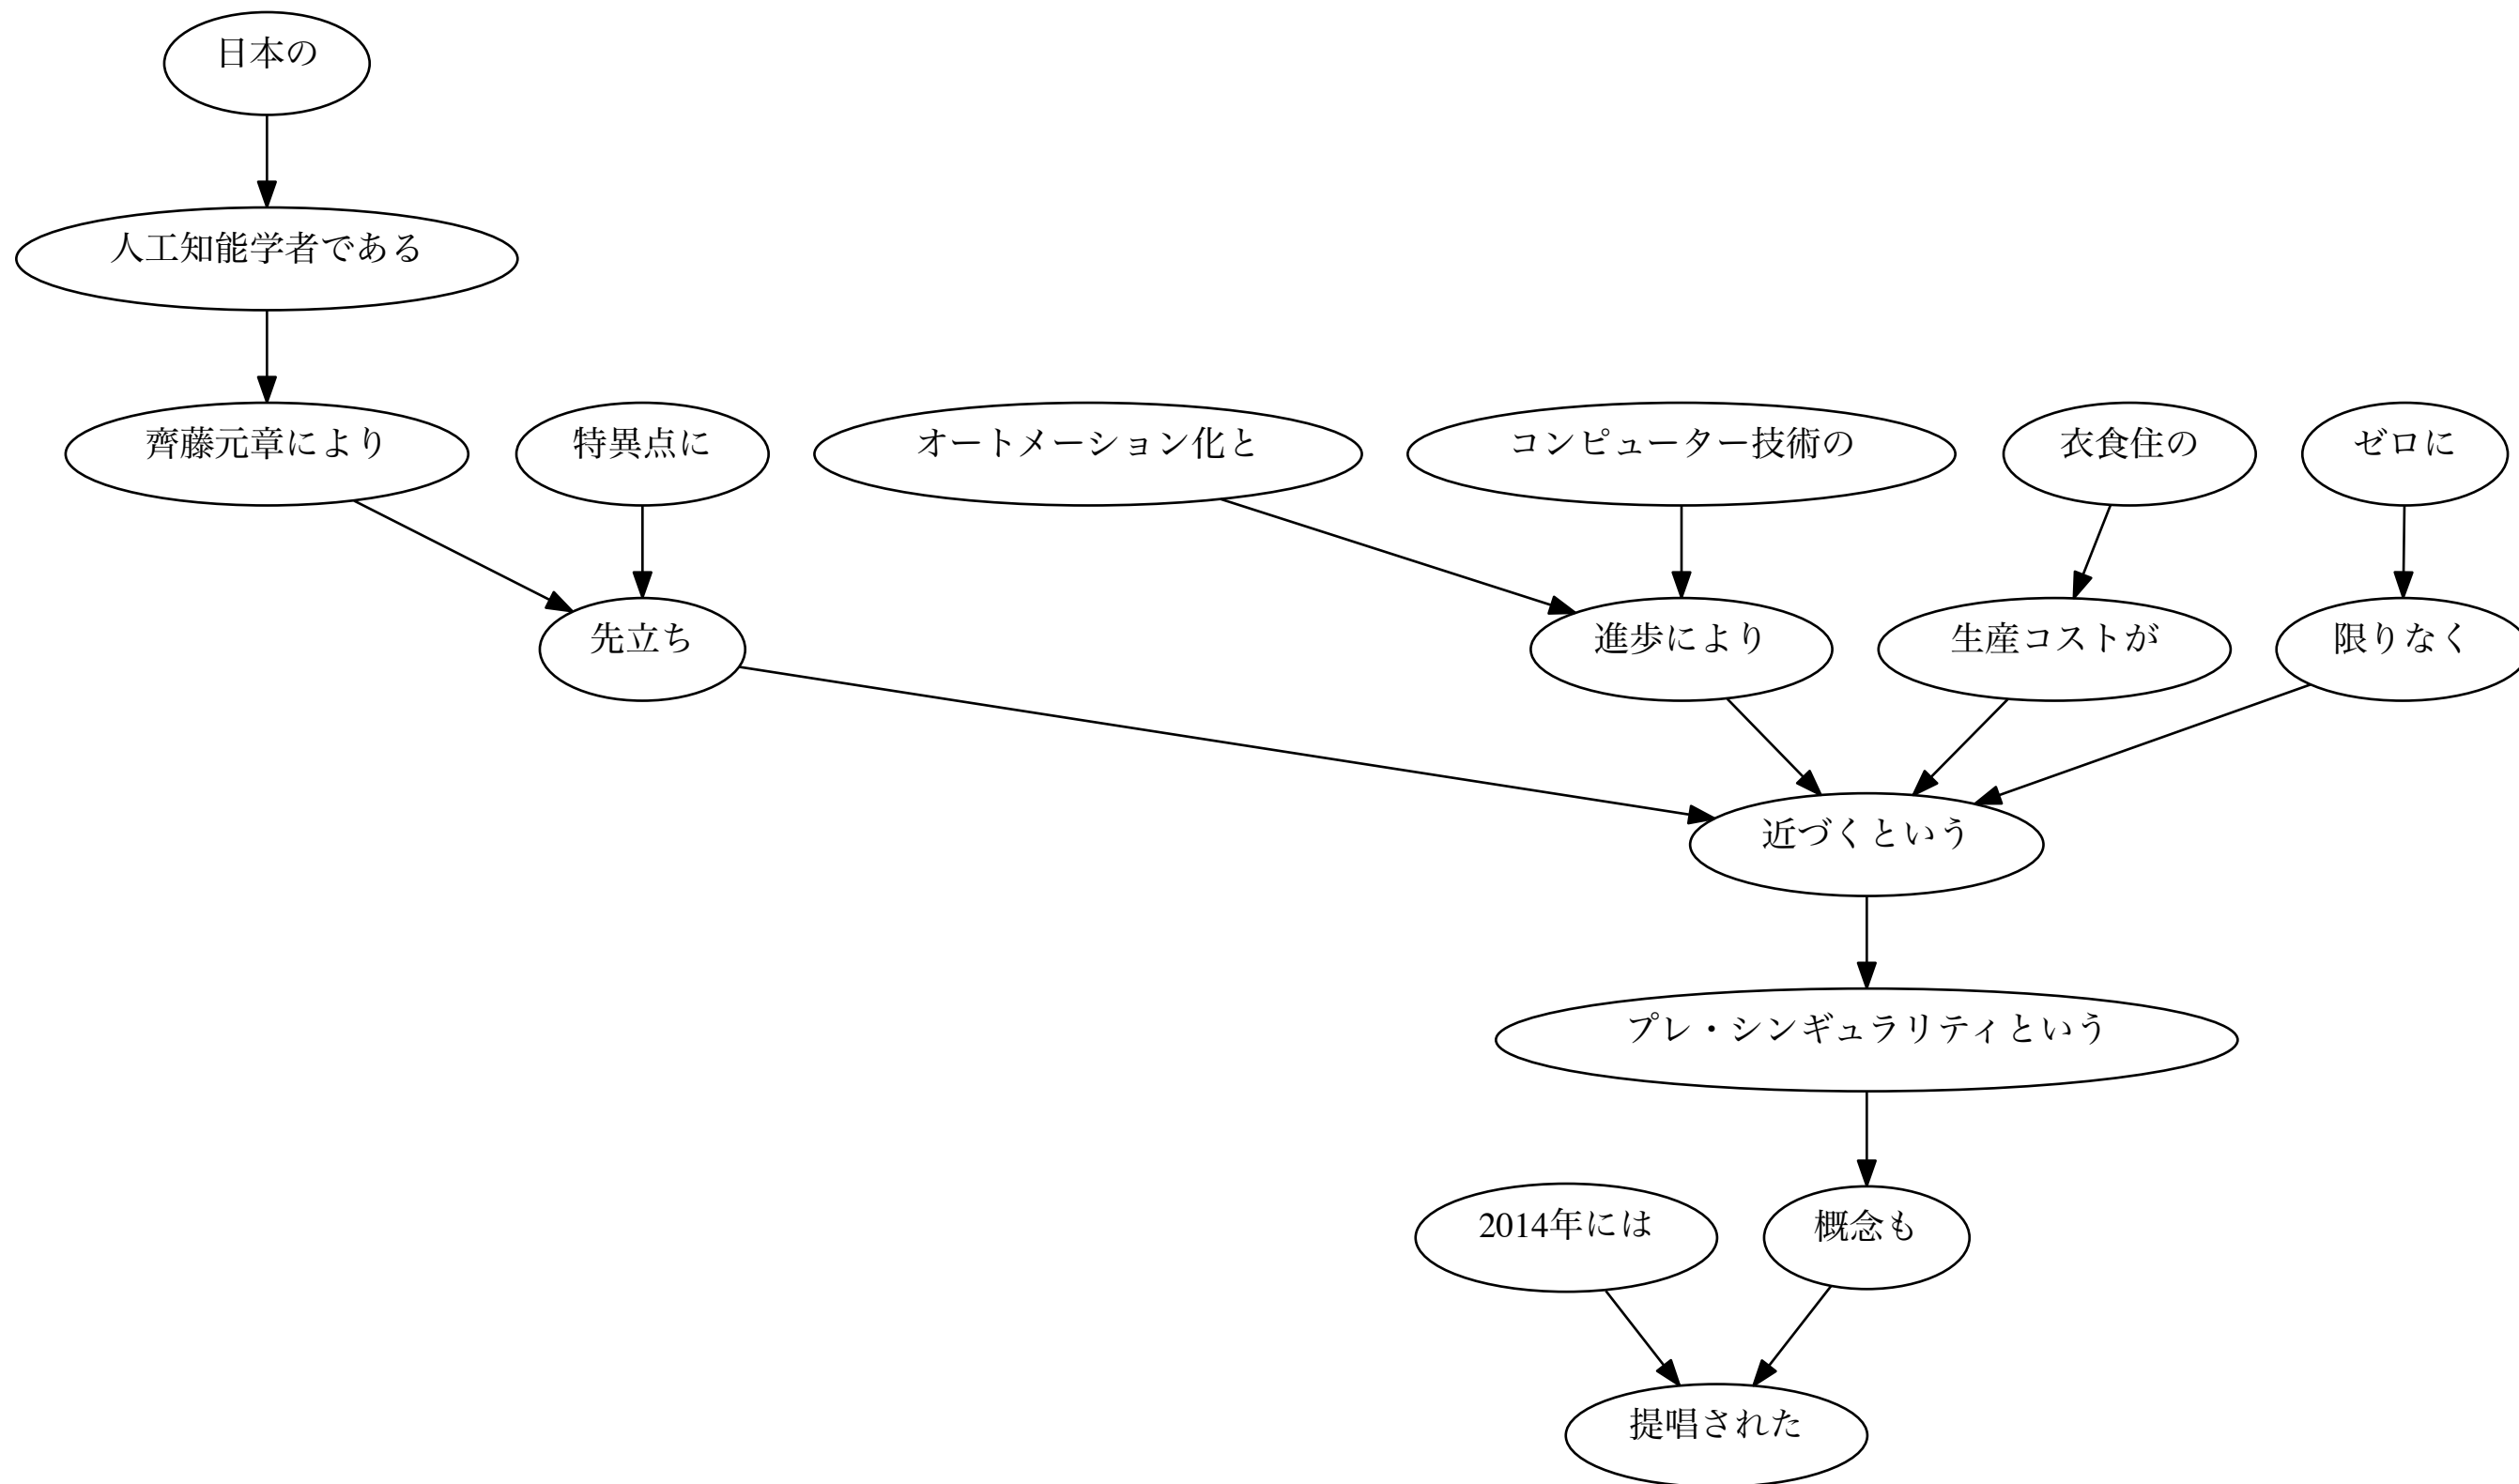 日本の
人工知能学者である
齊藤元章により
特異点に
オートメーション化と
コンピューター技術の
衣食住の
ゼロに
先立ち
進歩により
生産コストが
限りなく
近づくという
プレ・シンギュラリティという
2014年には
概念も
提唱された